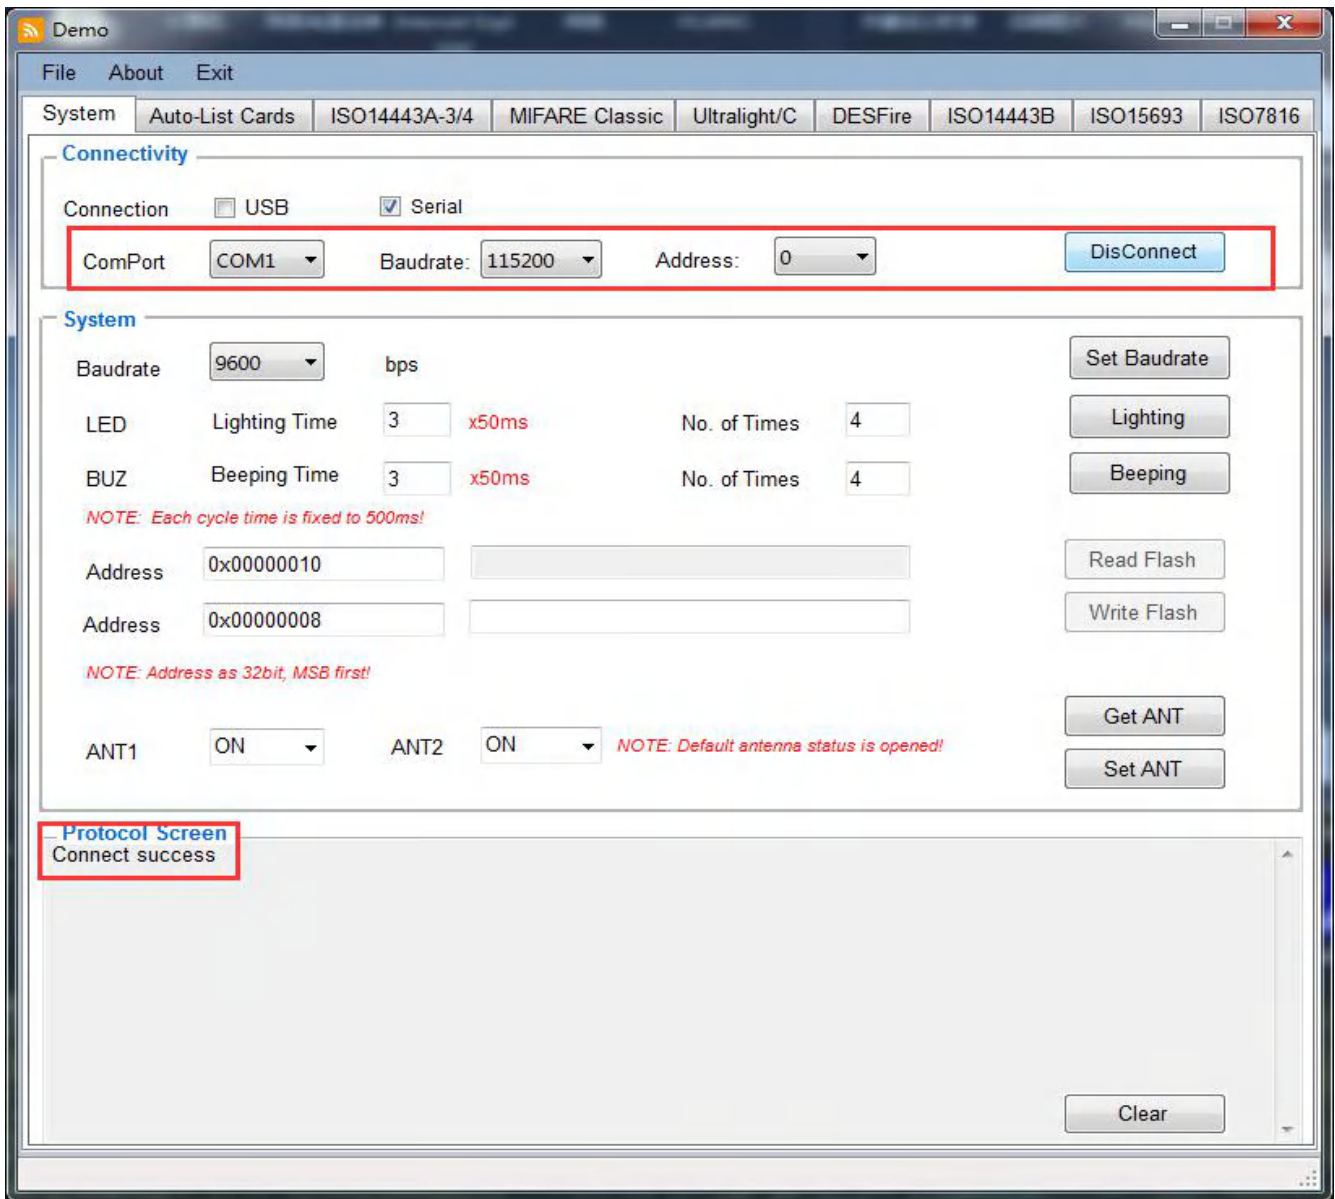 Demo
File About Exit
System Auto-List Cards ISO14443A-3/4 MIFARE Classic Ultralight/C DESFire ISO14443B ISO15693 ISO7816
Connectivity
Connection USB Serial
ComPort COM1 Baudrate: 115200 Address: 0 DisConnect
System
Baudrate 9600 bps Set Baudrate
LED Lighting Time 3 x50ms No. of Times 4 Lighting
BUZ Beeping Time 3 x50ms No. of Times 4 Beeping
NOTE: Each cycle time is fixed to 500ms!
Address 0x00000010 Read Flash
Address 0x00000008 Write Flash
NOTE: Address as 32bit, MSB first!
Get ANT
ANT1 ON ANT2 ON NOTE: Default antenna status is opened!
Set ANT
Protocol Screen
Connect success
Clear